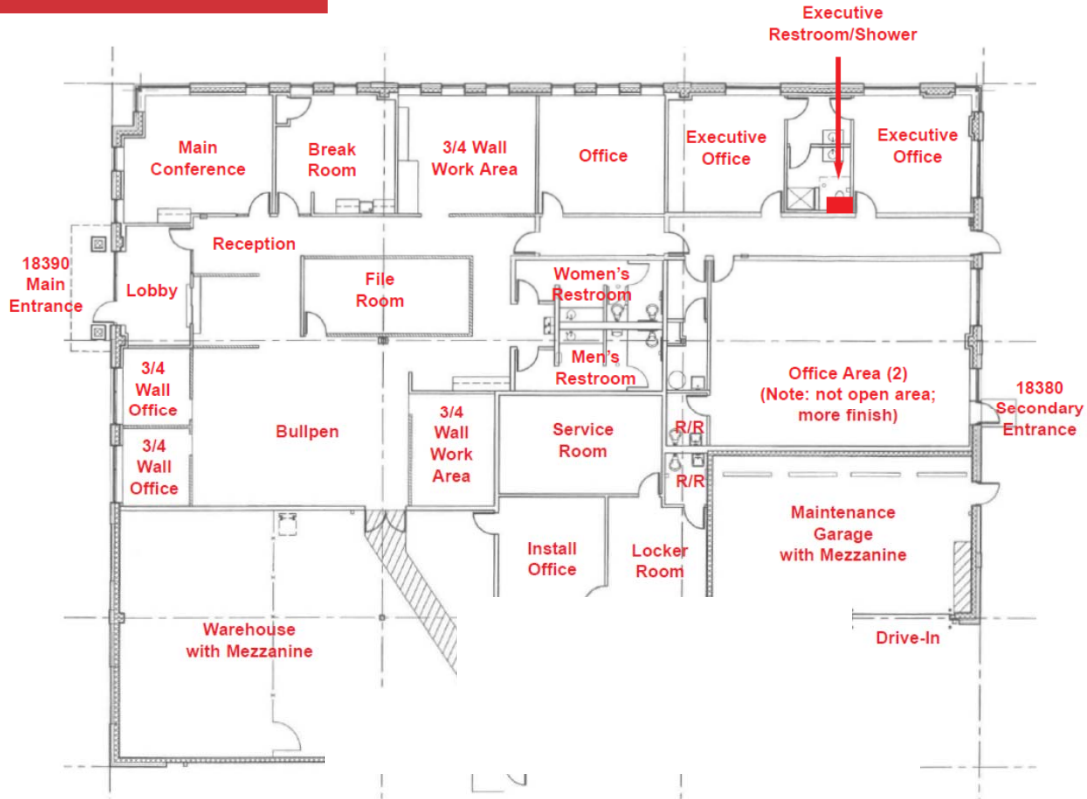 Executive
Restroom/Shower
Main
Conference
Break
Room
3/4 Wall
Work Area
Office
Executive
Office
Executive
Office
Reception
18390
Main
Entrance
Lobby
File
Room
Women's
Restroom
Men's
Restroom
3/4
Wall
Office
Office Area (2)
(Note: not open area;
more finish)
18380
Secondary
Entrance
3/4
Wall
Office
Bullpen
3/4
Wall
Work
Area
Service
Room
R/R
R/R
Install
Office
Locker
Room
Maintenance
Garage
with Mezzanine
Warehouse
with Mezzanine
Drive-In